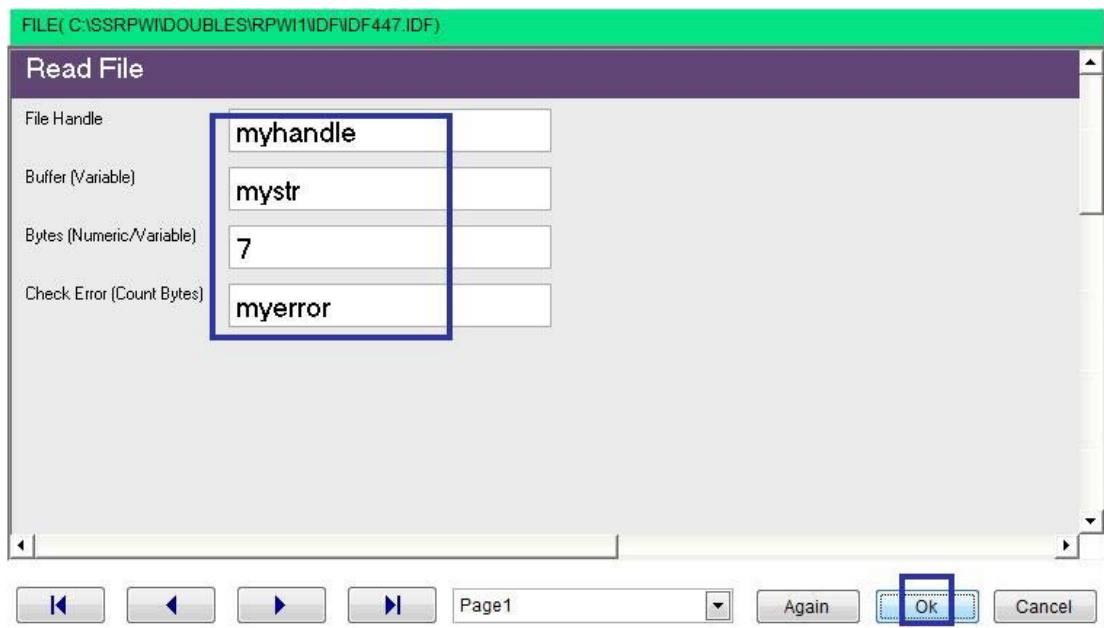 FILE( C:\SSRPWI\DOUBLES\RPWI1\IDF\IDF447.IDF)
Read File
File Handle
myhandle
Buffer (Variable)
mystr
Bytes (Numeric/Variable)
7
Check Error (Count Bytes)
myerror
Page1
Again
Ok
Cancel